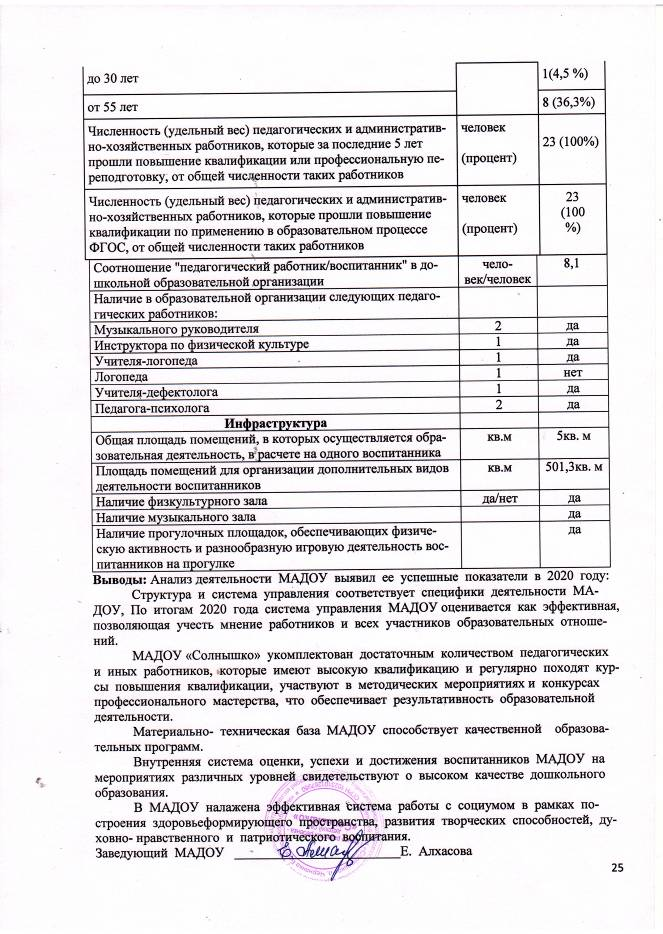 до 30 лет 1(4,5 %)
от 55 лет 8 (36,3%)
Численность (удельный вес) педагогических и административ- человек
но-хозяйственных работников, которые за последние 5 лет 23 (100%)
прошли повышение квалификации или профессиональную пе- (процент)
реподготовку, от общей численности таких работников
Численность (удельный вес) педагогических и административ- человек 23
но-хозяйственных работников, которые прошли повышение (100
квалификации по применению в образовательном процессе (процент) %)
ФГОС, от общей численности таких работников
Соотношение "педагогический работник/воспитанник" в до- чело- 8,1
школьной образовательной организации век/человек
Наличие в образовательной организации следующих педаго-
гических работников:
Музыкального руководителя 2 да
Инструктора по физической культуре 1 да
Учителя-логопеда 1 да
Логопеда 1 нет
Учителя-дефектолога 1 да
Педагога-психолога 2 да
Инфраструктура
Общая площадь помещений, в которых осуществляется обра- кв.м 5кв. м
зовательная деятельность, в расчете на одного воспитанника
Площадь помещений для организации дополнительных видов кв.м 501,3кв. м
деятельности воспитанников
Наличие физкультурного зала да/нет да
Наличие музыкального зала да
Наличие прогулочных площадок, обеспечивающих физиче- да
скую активность и разнообразную игровую деятельность вос-
питанников на прогулке
Выводы: Анализ деятельности МАДОУ выявил ее успешные показатели в 2020 году:
Структура и система управления соответствует специфики деятельности МА-
ДОУ, По итогам 2020 года система управления МАДОУ оценивается как эффективная,
позволяющая учесть мнение работников и всех участников образовательных отноше-
ний.
МАДОУ «Солнышко» укомплектован достаточным количеством педагогических
и иных работников, которые имеют высокую квалификацию и регулярно походят кур-
сы повышения квалификации, участвуют в методических мероприятиях и конкурсах
профессионального мастерства, что обеспечивает результативность образовательной
деятельности.
Материально- техническая база МАДОУ способствует качественной образова-
тельных программ.
Внутренняя система оценки, успехи и достижения воспитанников МАДОУ на
мероприятиях различных уровней свидетельствуют о высоком качестве дошкольного
образования.
В МАДОУ налажена эффективная система работы с социумом в рамках по-
строения здоровьеформирующего пространства, развития творческих способностей, ду-
ховно- нравственного и патриотического воспитания.
Заведующий МАДОУ Е. Алхасова
25